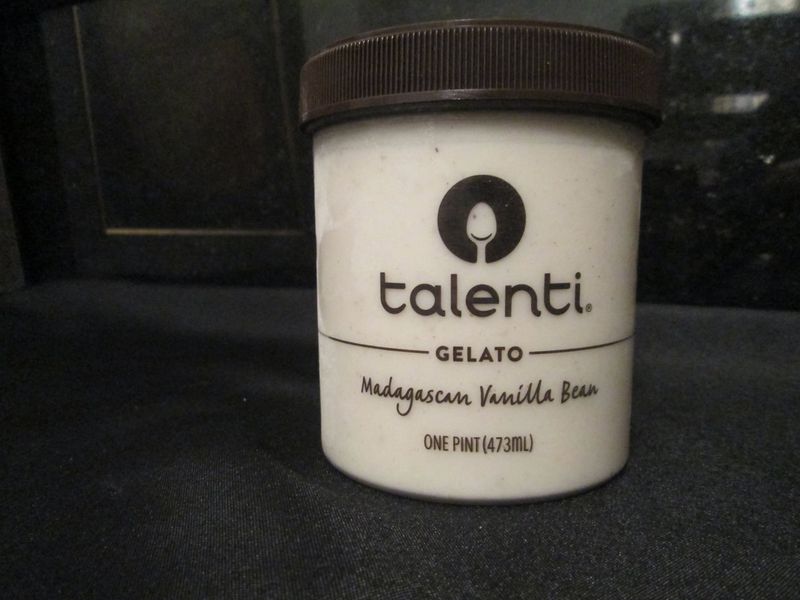 talenti®
GELATO
Madagascan Vanilla Bean
ONE PINT (473mL)